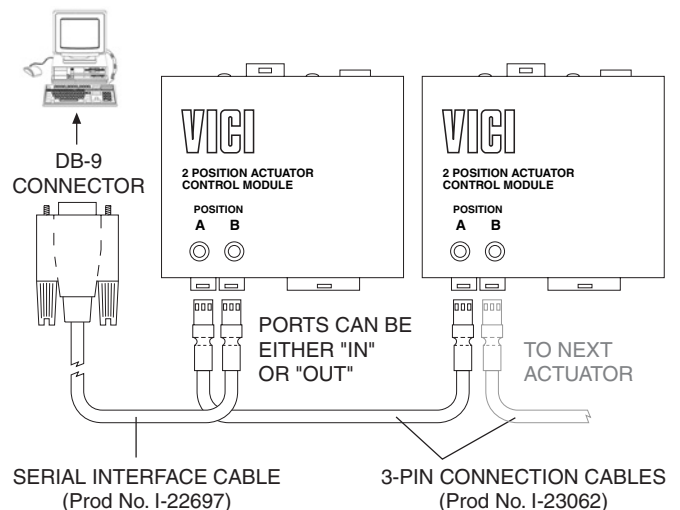 DB-9
CONNECTOR
VICI
2 POSITION ACTUATOR
CONTROL MODULE
POSITION
A B
VICI
2 POSITION ACTUATOR
CONTROL MODULE
POSITION
A B
PORTS CAN BE
EITHER "IN"
OR "OUT"
TO NEXT
ACTUATOR
SERIAL INTERFACE CABLE
(Prod No. I-22697)
3-PIN CONNECTION CABLES
(Prod No. I-23062)